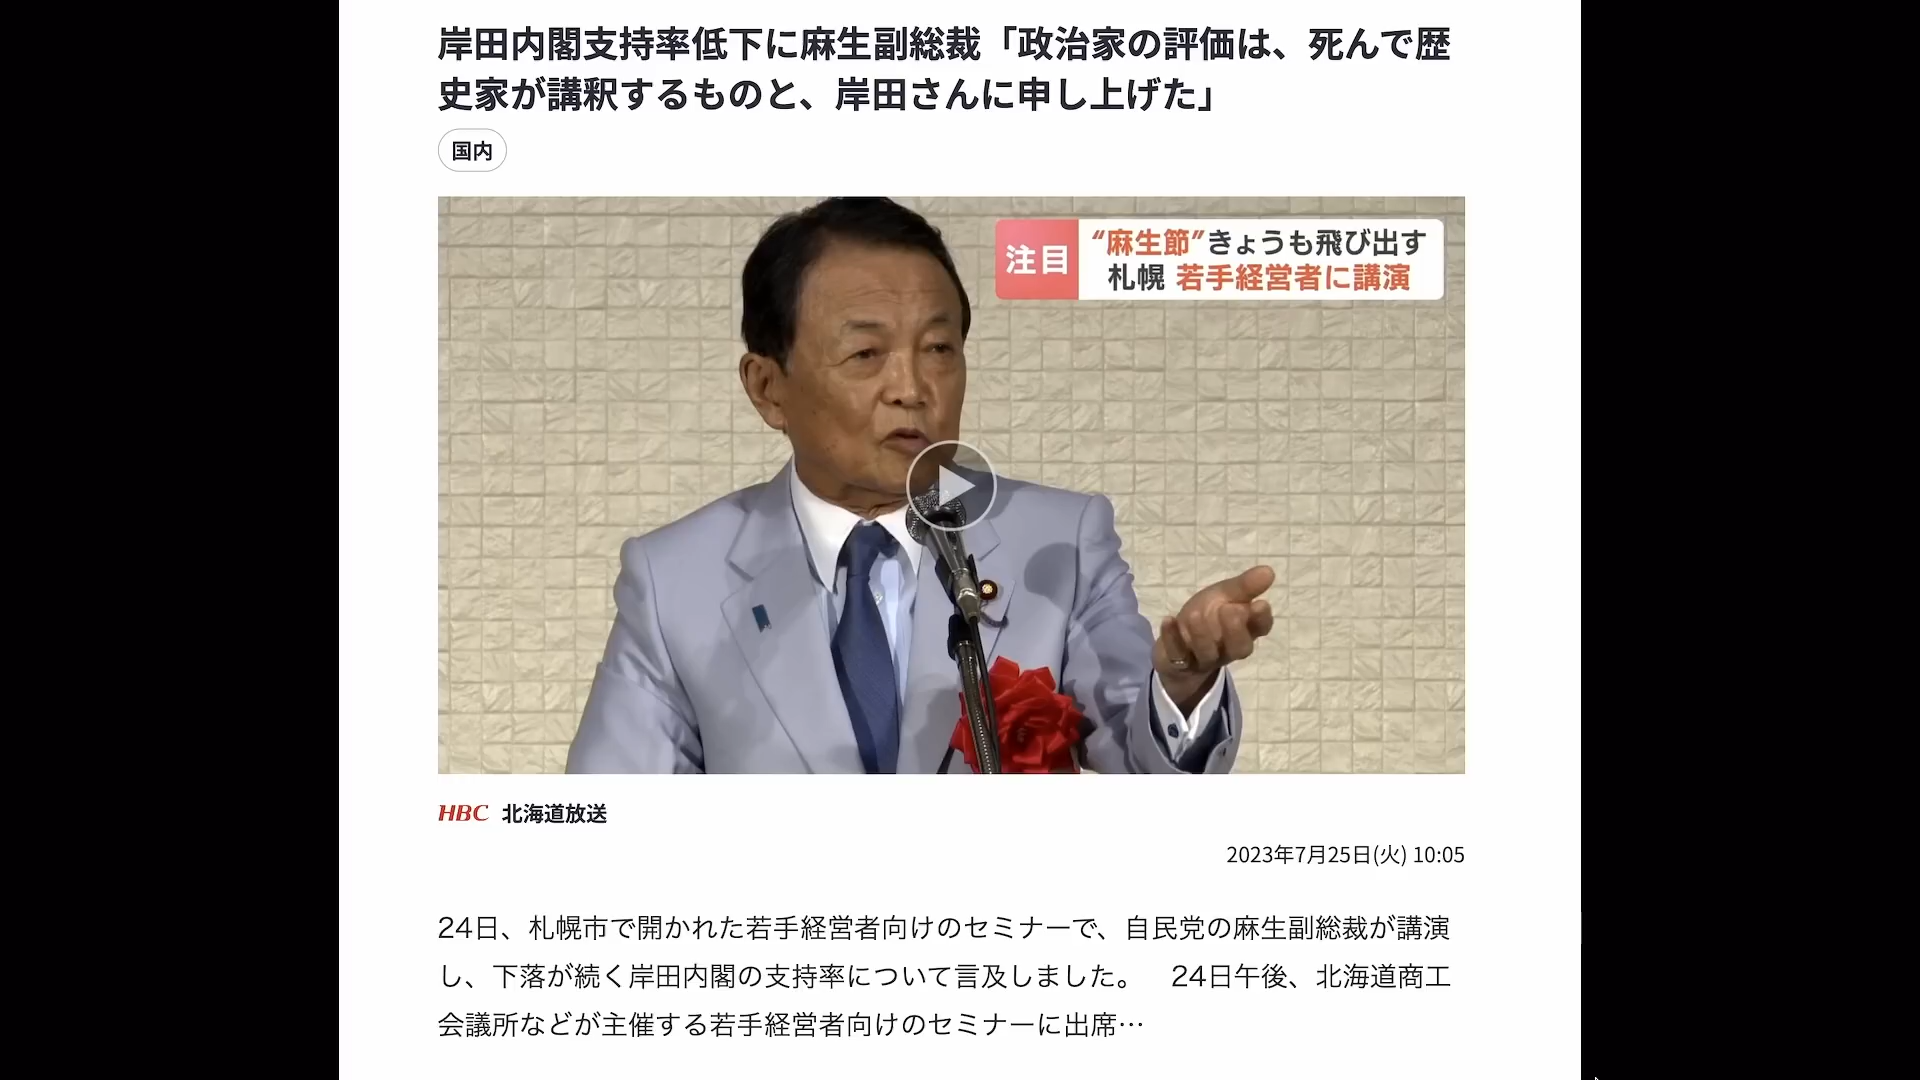 岸田内閣支持率低下に麻生副総裁「政治家の評価は、死んで歴
史家が講釈するものと、岸田さんに申し上げた」
国内
注目
“麻生節”きょうも飛び出す
札幌 若手経営者に講演
HBC 北海道放送
2023年7月25日(火) 10:05
24日、札幌市で開かれた若手経営者向けのセミナーで、自民党の麻生副総裁が講演
し、下落が続く岸田内閣の支持率について言及しました。　24日午後、北海道商工
会議所などが主催する若手経営者向けのセミナーに出席…